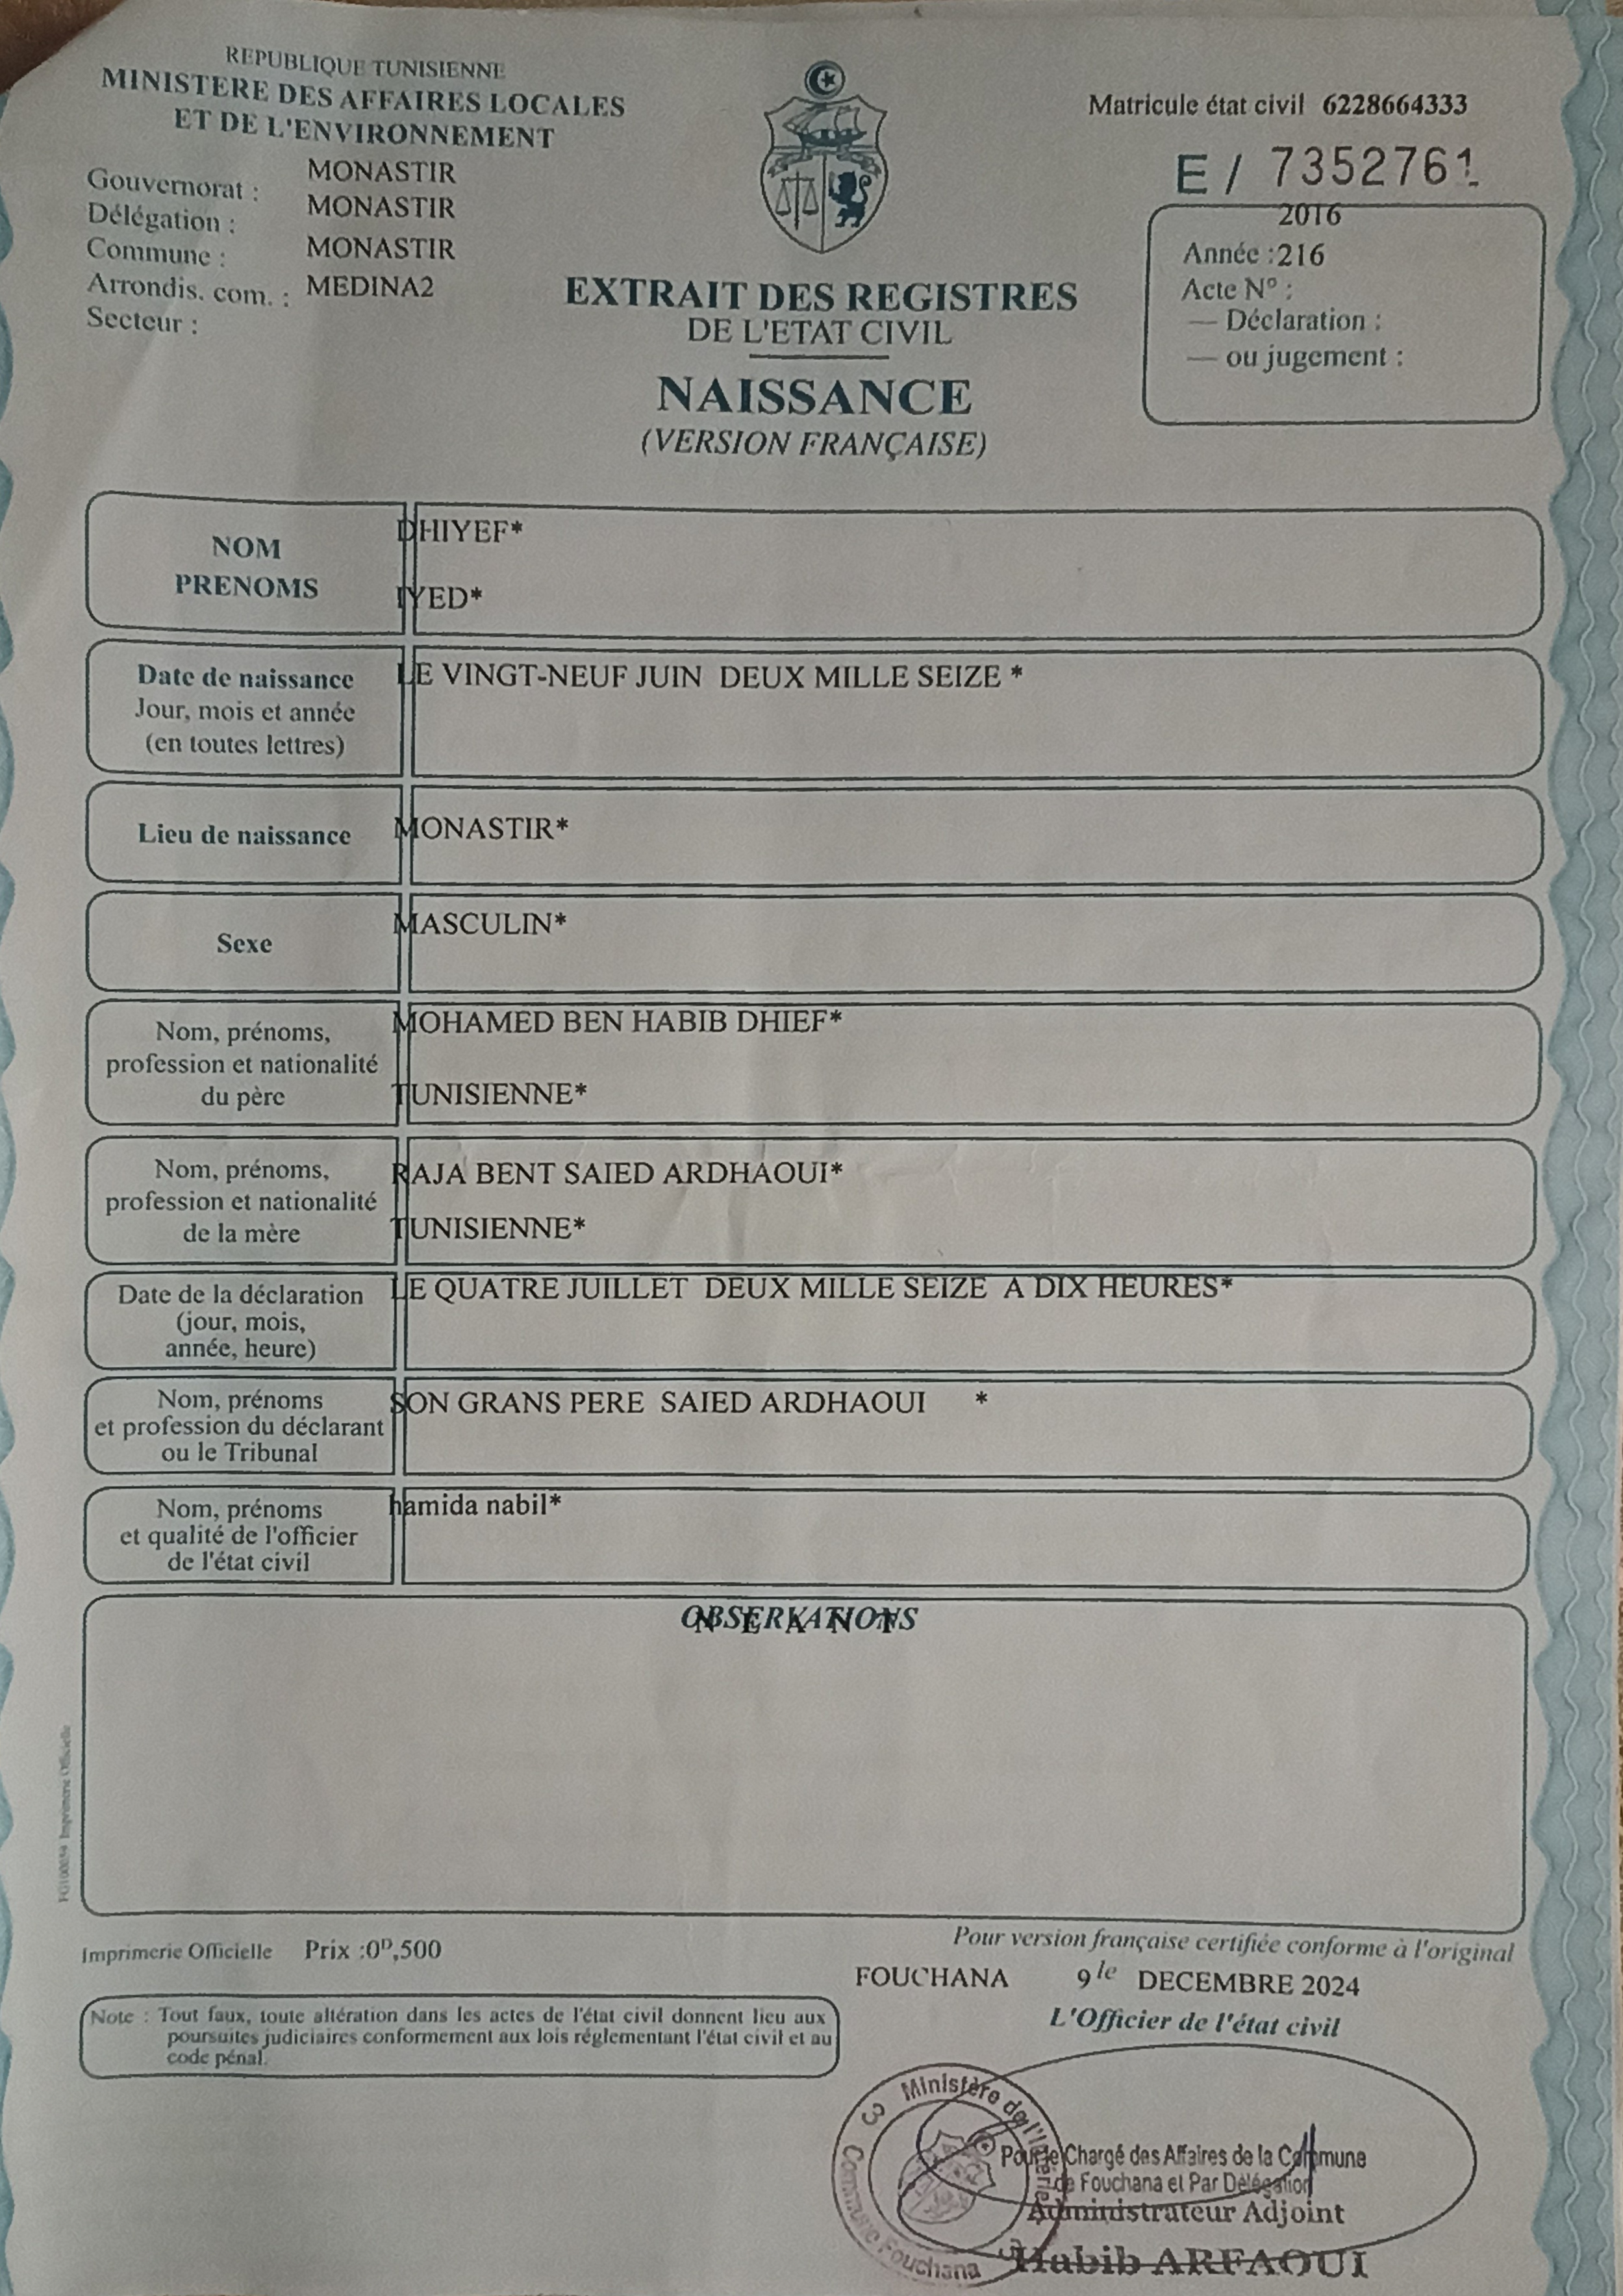 REPUBLIQUE TUNISIENNE
MINISTERE DES AFFAIRES LOCALES
ET DE L'ENVIRONNEMENT
Gouvernorat : MONASTIR
Délégation : MONASTIR
Commune : MONASTIR
Arrondis. com. : MEDINA2
Secteur :
Matricule état civil 6228664333
E / 7352761
2016
Année :216
Acte N° :
— Déclaration :
— ou jugement :
EXTRAIT DES REGISTRES
DE L'ETAT CIVIL
NAISSANCE
(VERSION FRANÇAISE)
NOM
PRENOMS
DHIYEF*
IYED*
Date de naissance
Jour, mois et année
(en toutes lettres)
LE VINGT-NEUF JUIN DEUX MILLE SEIZE *
Lieu de naissance
MONASTIR*
Sexe
MASCULIN*
Nom, prénoms,
profession et nationalité
du père
MOHAMED BEN HABIB DHIEF*
TUNISIENNE*
Nom, prénoms,
profession et nationalité
de la mère
RAJA BENT SAIED ARDHAOUI*
TUNISIENNE*
Date de la déclaration
(jour, mois,
année, heure)
LE QUATRE JUILLET DEUX MILLE SEIZE A DIX HEURES*
Nom, prénoms
et profession du déclarant
ou le Tribunal
SON GRANS PERE SAIED ARDHAOUI *
Nom, prénoms
et qualité de l'officier
de l'état civil
hamida nabil*
OBSERVATIONS
N E A N T
FG100054 Imprimerie Officielle
Imprimerie Officielle Prix :0ᴰ,500
Pour version française certifiée conforme à l'original
FOUCHANA 9 le DECEMBRE 2024
L'Officier de l'état civil
Note : Tout faux, toute altération dans les actes de l'état civil donnent lieu aux
poursuites judiciaires conformement aux lois réglementant l'état civil et au
code pénal.
Ministère de l'Intérieur
3 Commune Fouchana 3
Pour le Chargé des Affaires de la Commune
de Fouchana et Par Délégation
Administrateur Adjoint
Habib ARFAOUI